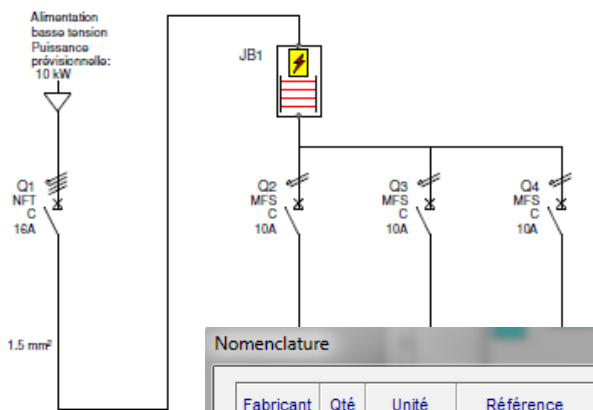 Alimentation
basse tension
Puissance
prévisionnelle:
10 kW
JB1
Q1
NFT
C
16A
Q2
MFS
C
10A
Q3
MFS
C
10A
Q4
MFS
C
10A
1.5 mm²
Nomenclature
Fabricant Qté Unité Référence